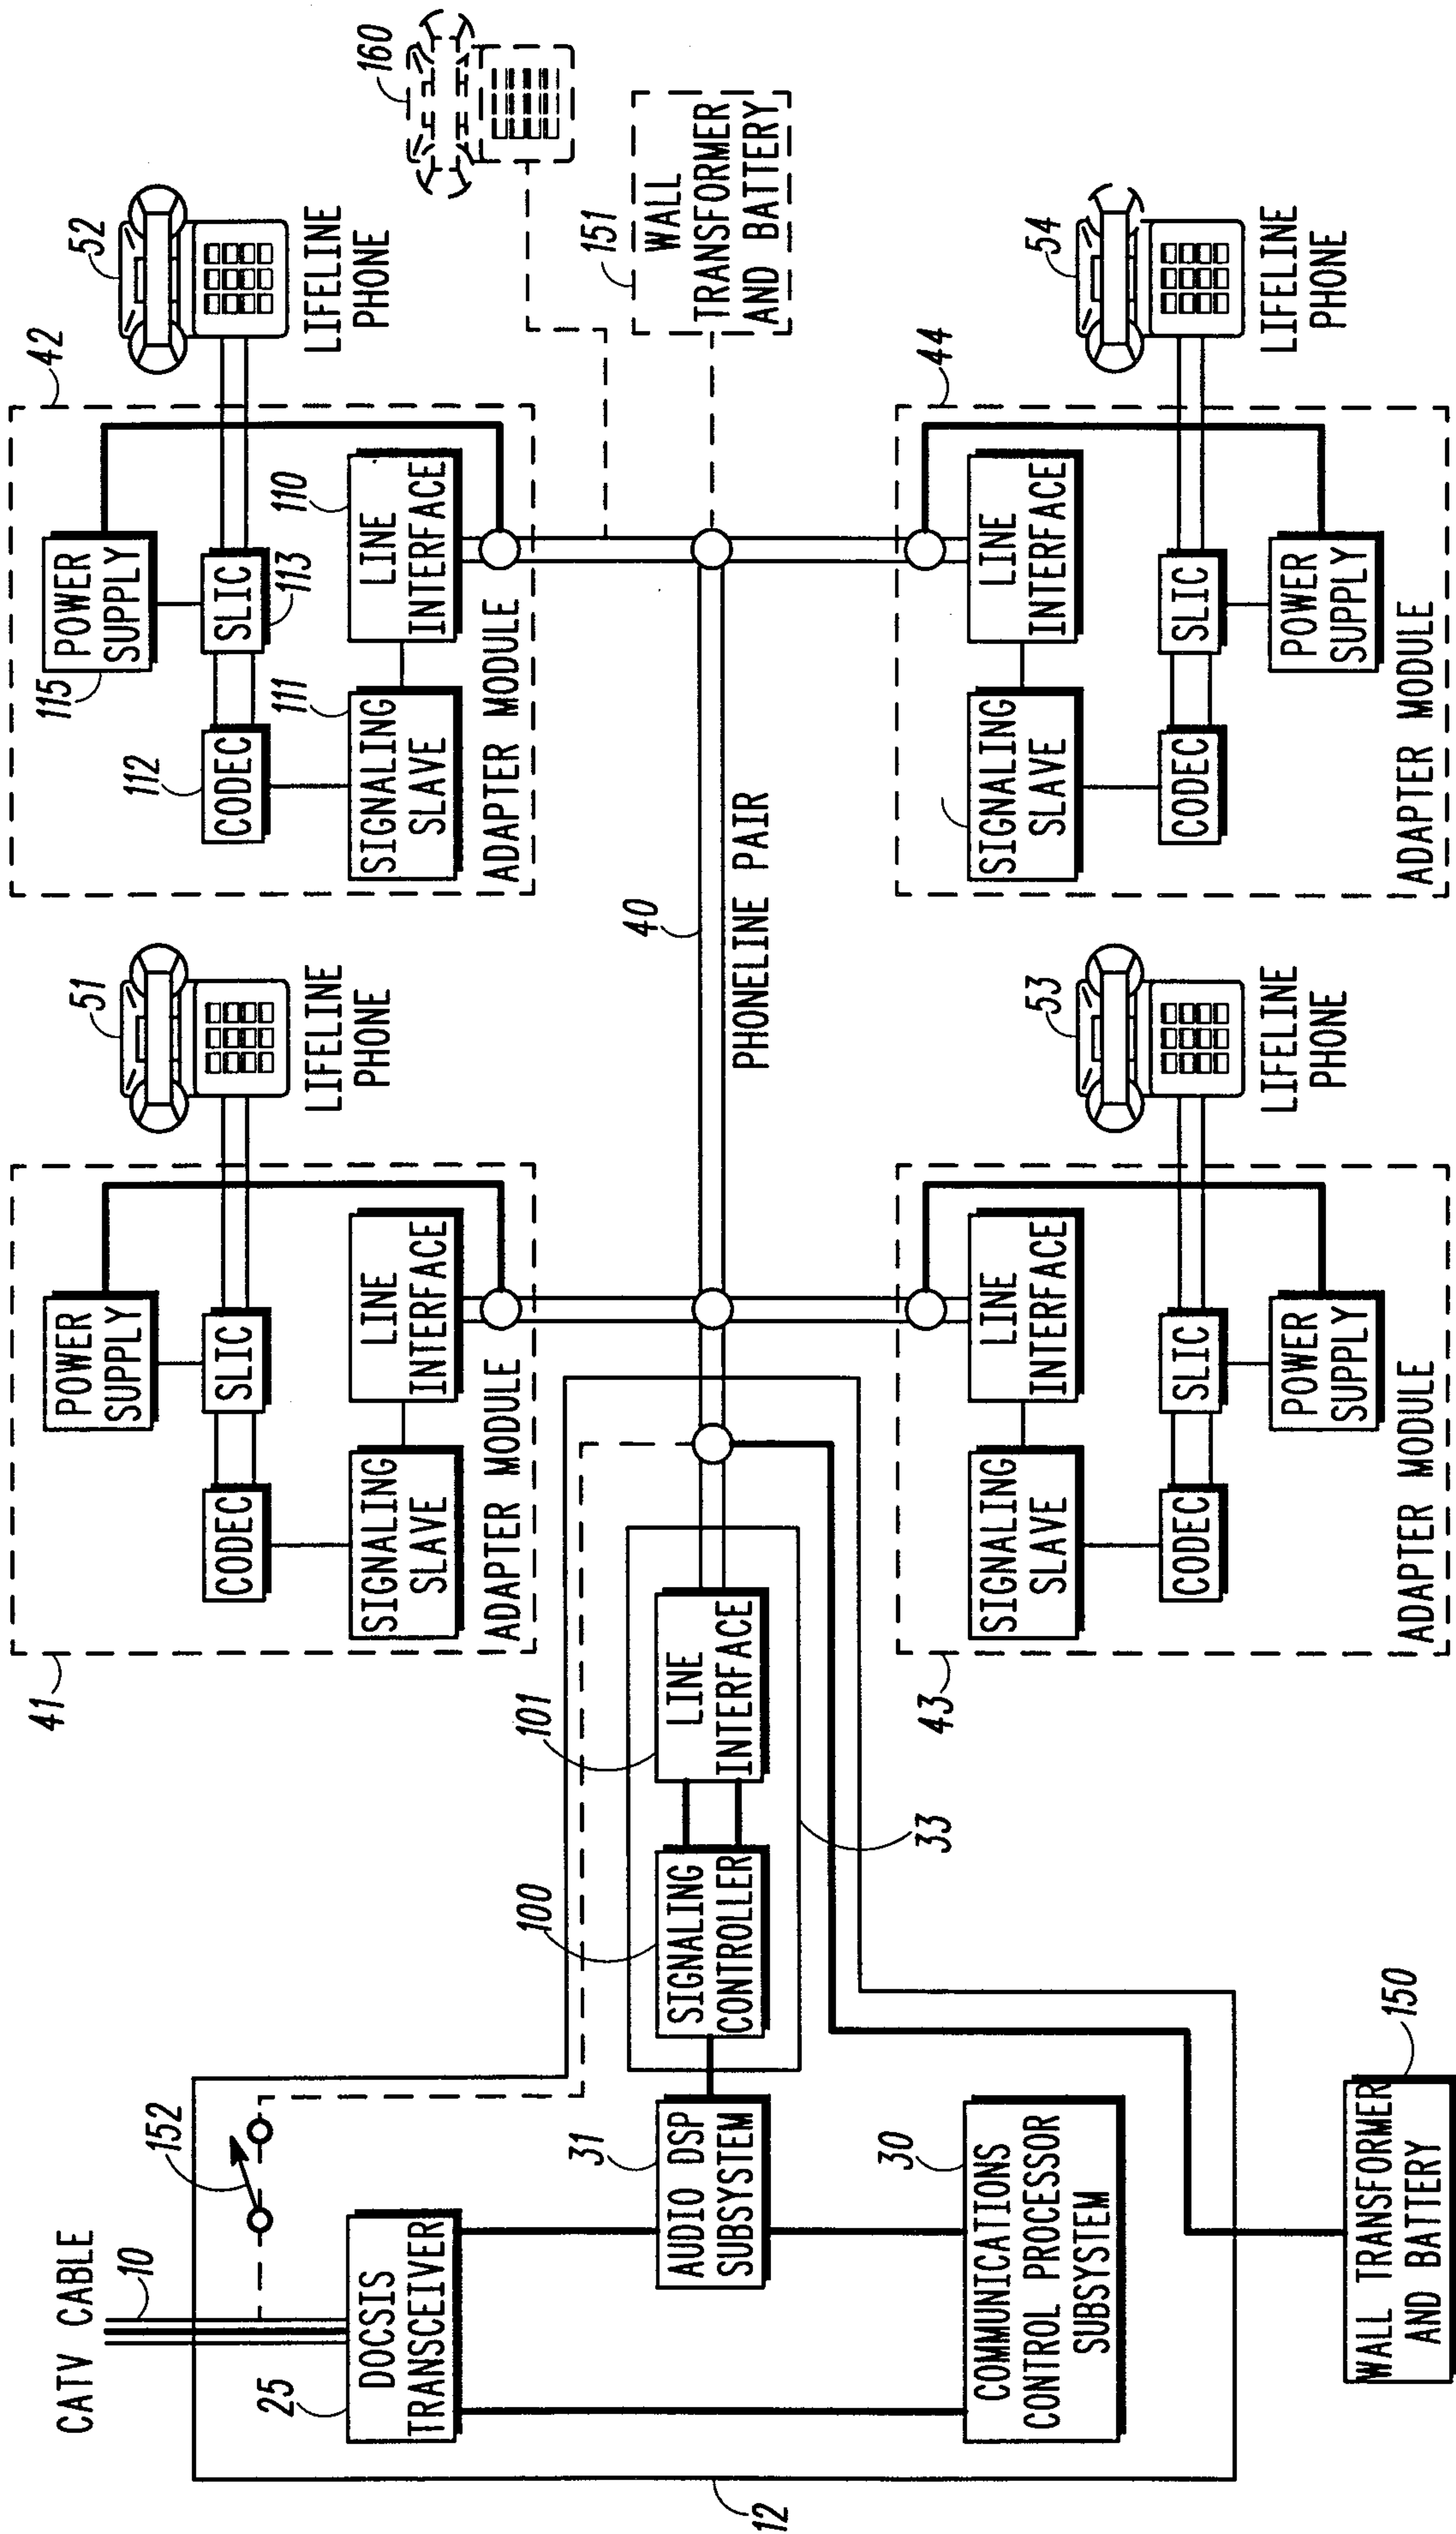 CATV CABLE
10
152
25
DOCSIS
TRANSCEIVER
31
AUDIO DSP
SUBSYSTEM
30
COMMUNICATIONS
CONTROL PROCESSOR
SUBSYSTEM
12
WALL TRANSFORMER
AND BATTERY
150
100
SIGNALING
CONTROLLER
101
LINE
INTERFACE
33
41
POWER
SUPPLY
SLIC
CODEC
LINE
INTERFACE
SIGNALING
SLAVE
ADAPTER MODULE
51
LIFELINE
PHONE
42
POWER
SUPPLY
115
SLIC
113
CODEC
112
LINE
INTERFACE
110
SIGNALING
SLAVE
111
ADAPTER MODULE
52
LIFELINE
PHONE
40
PHONELINE PAIR
160
151
WALL
TRANSFORMER
AND BATTERY
43
SIGNALING
SLAVE
LINE
INTERFACE
CODEC
SLIC
POWER
SUPPLY
ADAPTER MODULE
53
LIFELINE
PHONE
44
SIGNALING
SLAVE
LINE
INTERFACE
CODEC
SLIC
POWER
SUPPLY
ADAPTER MODULE
54
LIFELINE
PHONE